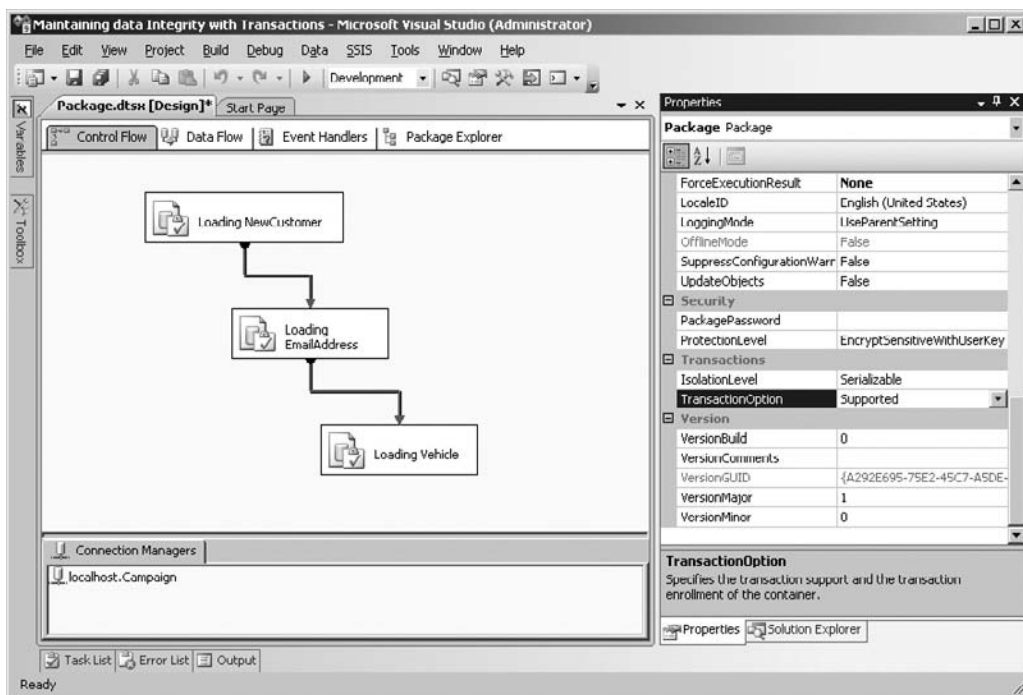 Maintaining data Integrity with Transactions - Microsoft Visual Studio (Administrator)
File Edit View Project Build Debug Data SSIS Tools Window Help
Development
Package.dtsx [Design]* Start Page
Variables
Toolbox
Control Flow Data Flow Event Handlers Package Explorer
Loading NewCustomer
Loading
EmailAddress
Loading Vehicle
Connection Managers
localhost.Campaign
Properties
Package Package
ForceExecutionResult None
LocaleID English (United States)
LoggingMode UseParentSetting
OfflineMode False
SuppressConfigurationWarr False
UpdateObjects False
Security
PackagePassword
ProtectionLevel EncryptSensitiveWithUserKey
Transactions
IsolationLevel Serializable
TransactionOption Supported
Version
VersionBuild 0
VersionComments
VersionGUID {A292E695-75E2-45C7-A5DE-
VersionMajor 1
VersionMinor 0
TransactionOption
Specifies the transaction support and the transaction
enrollment of the container.
Properties Solution Explorer
Task List Error List Output
Ready